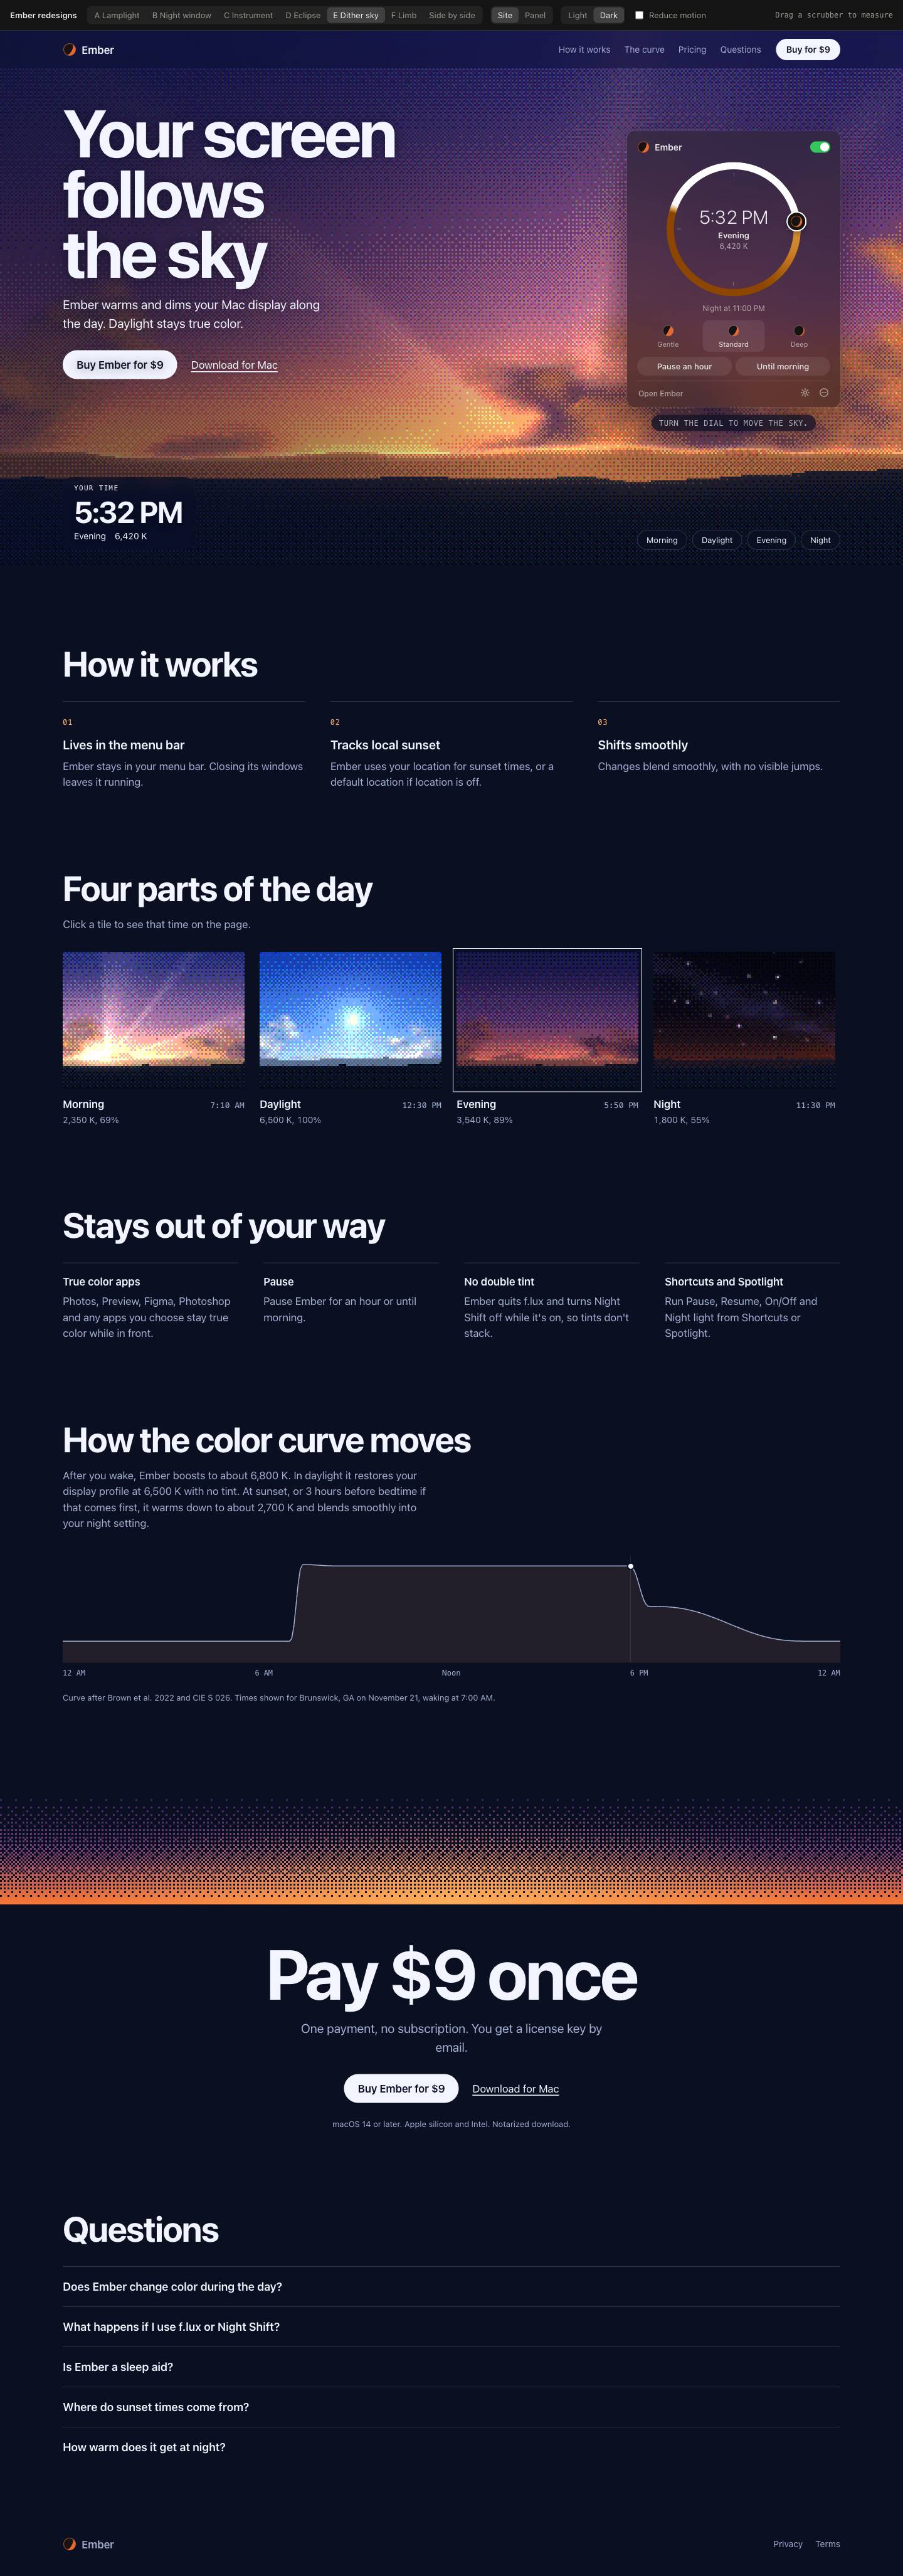 Ember redesigns A Lamplight B Night window C Instrument D Eclipse E Dither sky F Limb Side by side Site Panel Light Dark Reduce motion Drag a scrubber to measure
Ember How it works The curve Pricing Questions Buy for $9
Your screen
follows
the sky
Ember warms and dims your Mac display along
the day. Daylight stays true color.
Buy Ember for $9 Download for Mac
Ember
5:32 PM
Evening
6,420 K
Night at 11:00 PM
Gentle Standard Deep
Pause an hour Until morning
Open Ember
TURN THE DIAL TO MOVE THE SKY.
YOUR TIME
5:32 PM
Evening 6,420 K
Morning Daylight Evening Night
How it works
01
Lives in the menu bar
Ember stays in your menu bar. Closing its windows
leaves it running.
02
Tracks local sunset
Ember uses your location for sunset times, or a
default location if location is off.
03
Shifts smoothly
Changes blend smoothly, with no visible jumps.
Four parts of the day
Click a tile to see that time on the page.
Morning 7:10 AM
2,350 K, 69%
Daylight 12:30 PM
6,500 K, 100%
Evening 5:50 PM
3,540 K, 89%
Night 11:30 PM
1,800 K, 55%
Stays out of your way
True color apps
Photos, Preview, Figma, Photoshop
and any apps you choose stay true
color while in front.
Pause
Pause Ember for an hour or until
morning.
No double tint
Ember quits f.lux and turns Night
Shift off while it's on, so tints don't
stack.
Shortcuts and Spotlight
Run Pause, Resume, On/Off and
Night light from Shortcuts or
Spotlight.
How the color curve moves
After you wake, Ember boosts to about 6,800 K. In daylight it restores your
display profile at 6,500 K with no tint. At sunset, or 3 hours before bedtime if
that comes first, it warms down to about 2,700 K and blends smoothly into
your night setting.
12 AM 6 AM Noon 6 PM 12 AM
Curve after Brown et al. 2022 and CIE S 026. Times shown for Brunswick, GA on November 21, waking at 7:00 AM.
Pay $9 once
One payment, no subscription. You get a license key by
email.
Buy Ember for $9 Download for Mac
macOS 14 or later. Apple silicon and Intel. Notarized download.
Questions
Does Ember change color during the day?
What happens if I use f.lux or Night Shift?
Is Ember a sleep aid?
Where do sunset times come from?
How warm does it get at night?
Ember Privacy Terms